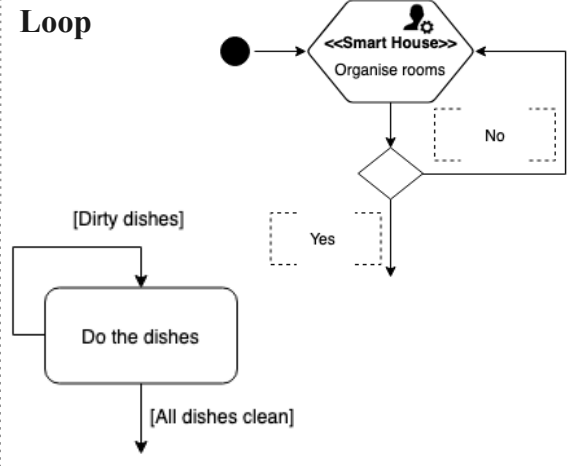 Loop
<<Smart House>>
Organise rooms
No
Yes
[Dirty dishes]
Do the dishes
[All dishes clean]